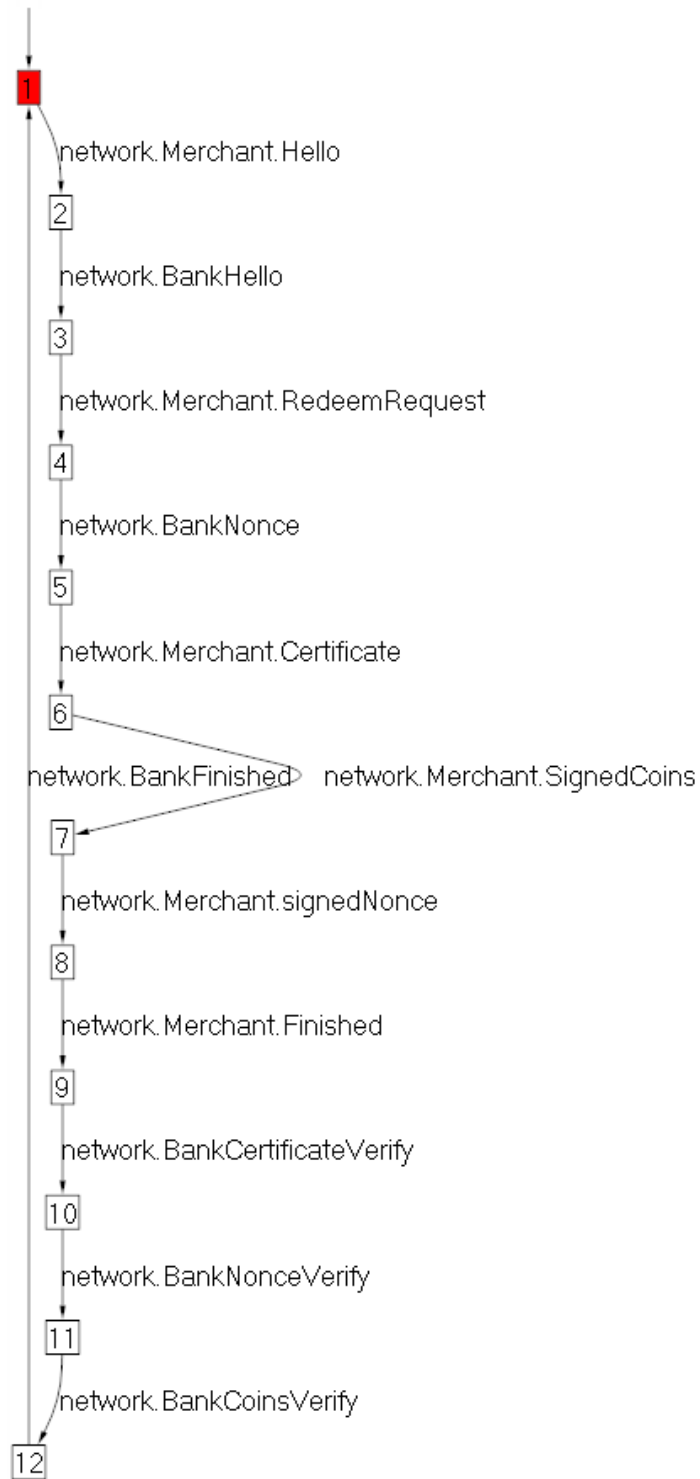 1
network.Merchant.Hello
2
network.BankHello
3
network.Merchant.RedeemRequest
4
network.BankNonce
5
network.Merchant.Certificate
6
network.BankFinished network.Merchant.SignedCoins
7
network.Merchant.signedNonce
8
network.Merchant.Finished
9
network.BankCertificateVerify
10
network.BankNonceVerify
11
network.BankCoinsVerify
12